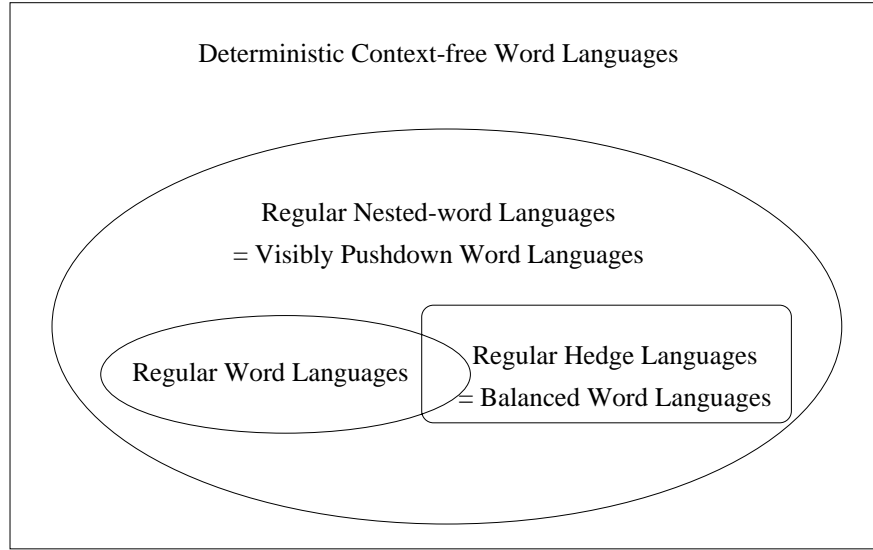 Deterministic Context-free Word Languages
Regular Nested-word Languages
= Visibly Pushdown Word Languages
Regular Word Languages
Regular Hedge Languages
= Balanced Word Languages